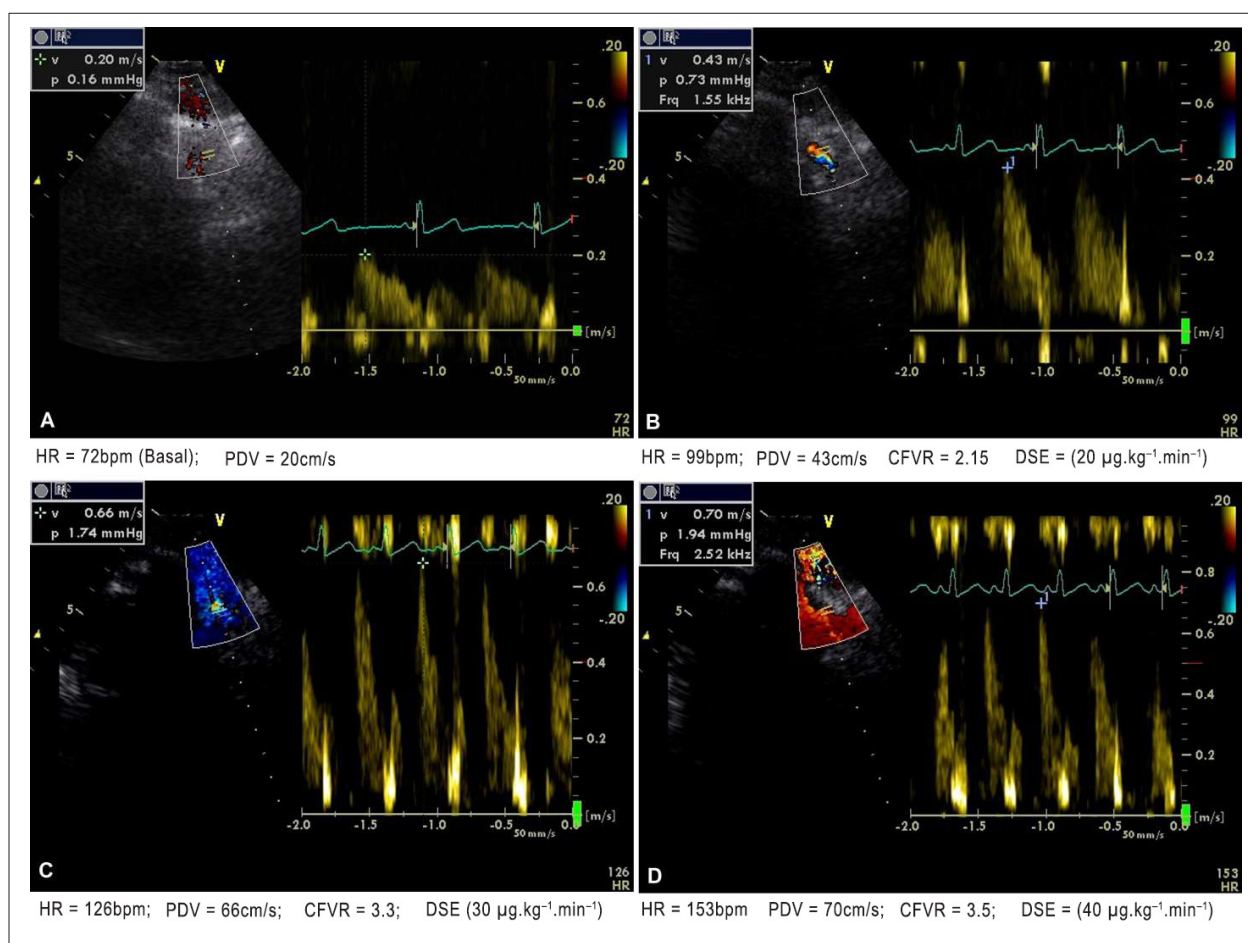 v 0.20 m/s
p 0.16 mmHg
V
5
.20
-.20
0.6
0.4
0.2
[m/s]
-2.0 -1.5 -1.0 -0.5 0.0
50 mm/s
72
HR
A
HR = 72bpm (Basal); PDV = 20cm/s
1 v 0.43 m/s
p 0.73 mmHg
Frq 1.55 kHz
V
5
1
.20
-.20
0.6
0.4
0.2
[m/s]
-2.0 -1.5 -1.0 -0.5 0.0
50 mm/s
99
HR
B
HR = 99bpm; PDV = 43cm/s CFVR = 2.15 DSE = (20 µg.kg⁻¹.min⁻¹)
v 0.66 m/s
p 1.74 mmHg
V
5
.20
-.20
0.6
0.4
0.2
[m/s]
-2.0 -1.5 -1.0 -0.5 0.0
50 mm/s
126
HR
C
HR = 126bpm; PDV = 66cm/s; CFVR = 3.3; DSE (30 µg.kg⁻¹.min⁻¹)
1 v 0.70 m/s
p 1.94 mmHg
Frq 2.52 kHz
V
5
1
.20
-.20
0.8
0.6
0.4
0.2
[m/s]
-2.0 -1.5 -1.0 -0.5 0.0
50 mm/s
153
HR
D
HR = 153bpm PDV = 70cm/s; CFVR = 3.5; DSE = (40 µg.kg⁻¹.min⁻¹)